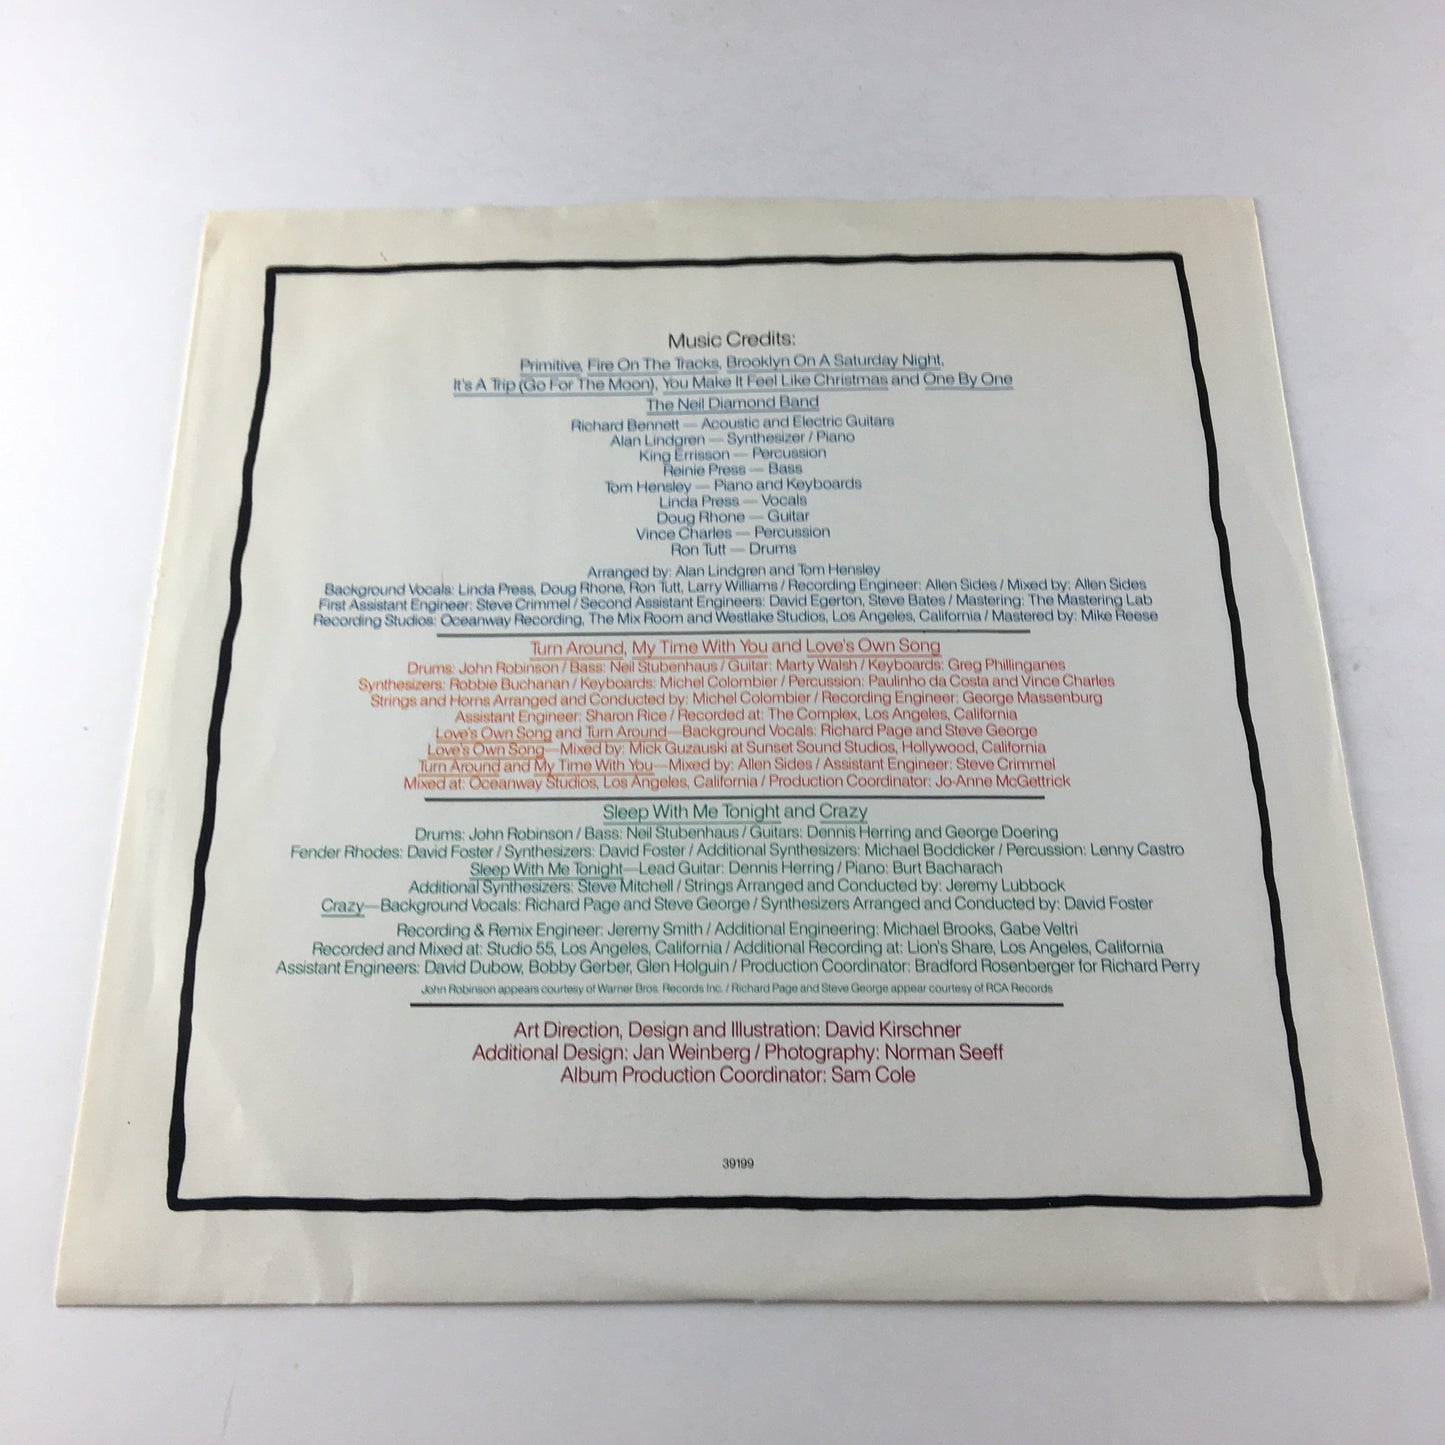 Music Credits:
Primitive, Fire On The Tracks, Brooklyn On A Saturday Night,
It's A Trip (Go For The Moon), You Make It Feel Like Christmas and One By One
The Neil Diamond Band
Richard Bennett — Acoustic and Electric Guitars
Alan Lindgren — Synthesizer / Piano
King Errisson — Percussion
Reinie Press — Bass
Tom Hensley — Piano and Keyboards
Linda Press — Vocals
Doug Rhone — Guitar
Vince Charles — Percussion
Ron Tutt — Drums
Arranged by: Alan Lindgren and Tom Hensley
Background Vocals: Linda Press, Doug Rhone, Ron Tutt, Larry Williams / Recording Engineer: Allen Sides / Mixed by: Allen Sides
First Assistant Engineer: Steve Crimmel / Second Assistant Engineers: David Egerton, Steve Bates / Mastering: The Mastering Lab
Recording Studios: Oceanway Recording, The Mix Room and Westlake Studios, Los Angeles, California / Mastered by: Mike Reese
Turn Around, My Time With You and Love's Own Song
Drums: John Robinson / Bass: Neil Stubenhaus / Guitar: Marty Walsh / Keyboards: Greg Phillinganes
Synthesizers: Robbie Buchanan / Keyboards: Michel Colombier / Percussion: Paulinho da Costa and Vince Charles
Strings and Horns Arranged and Conducted by: Michel Colombier / Recording Engineer: George Massenburg
Assistant Engineer: Sharon Rice / Recorded at: The Complex, Los Angeles, California
Love's Own Song and Turn Around—Background Vocals: Richard Page and Steve George
Love's Own Song—Mixed by: Mick Guzauski at Sunset Sound Studios, Hollywood, California
Turn Around and My Time With You—Mixed by: Allen Sides / Assistant Engineer: Steve Crimmel
Mixed at: Oceanway Studios, Los Angeles, California / Production Coordinator: Jo-Anne McGettrick
Sleep With Me Tonight and Crazy
Drums: John Robinson / Bass: Neil Stubenhaus / Guitars: Dennis Herring and George Doering
Fender Rhodes: David Foster / Synthesizers: David Foster / Additional Synthesizers: Michael Boddicker / Percussion: Lenny Castro
Sleep With Me Tonight—Lead Guitar: Dennis Herring / Piano: Burt Bacharach
Additional Synthesizers: Steve Mitchell / Strings Arranged and Conducted by: Jeremy Lubbock
Crazy—Background Vocals: Richard Page and Steve George / Synthesizers Arranged and Conducted by: David Foster
Recording & Remix Engineer: Jeremy Smith / Additional Engineering: Michael Brooks, Gabe Veltri
Recorded and Mixed at: Studio 55, Los Angeles, California / Additional Recording at: Lion's Share, Los Angeles, California
Assistant Engineers: David Dubow, Bobby Gerber, Glen Holguin / Production Coordinator: Bradford Rosenberger for Richard Perry
John Robinson appears courtesy of Warner Bros. Records Inc. / Richard Page and Steve George appear courtesy of RCA Records
Art Direction, Design and Illustration: David Kirschner
Additional Design: Jan Weinberg / Photography: Norman Seeff
Album Production Coordinator: Sam Cole
39199